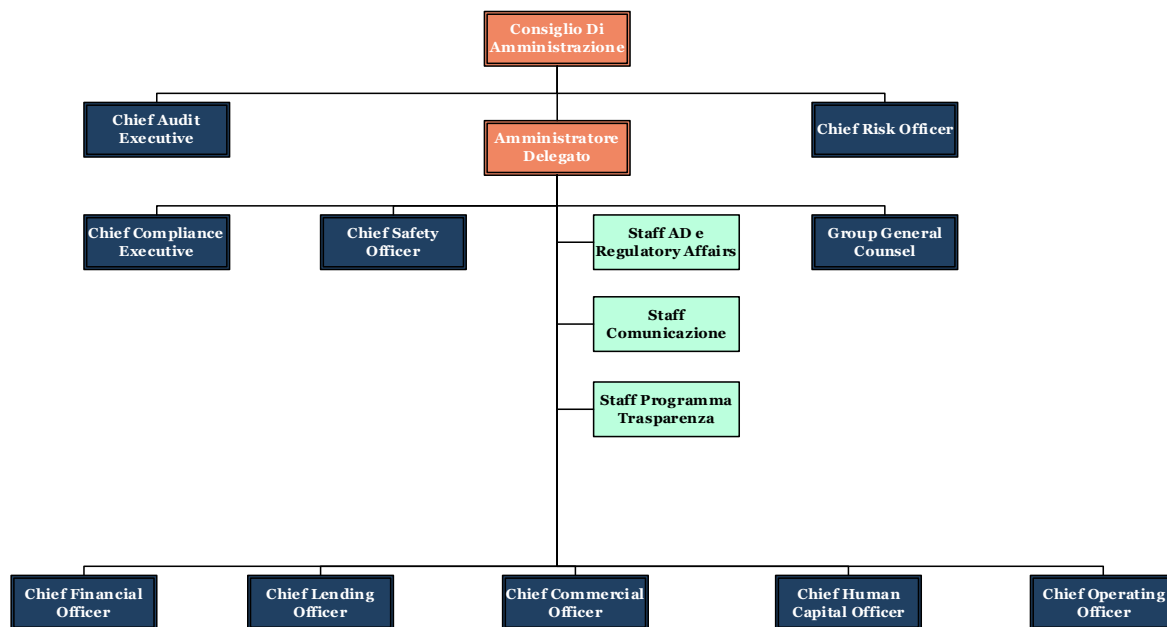 Consiglio Di
Amministrazione
Chief Audit
Executive
Amministratore
Delegato
Chief Risk Officer
Chief Compliance
Executive
Chief Safety
Officer
Staff AD e
Regulatory Affairs
Group General
Counsel
Staff
Comunicazione
Staff Programma
Trasparenza
Chief Financial
Officer
Chief Lending
Officer
Chief Commercial
Officer
Chief Human
Capital Officer
Chief Operating
Officer